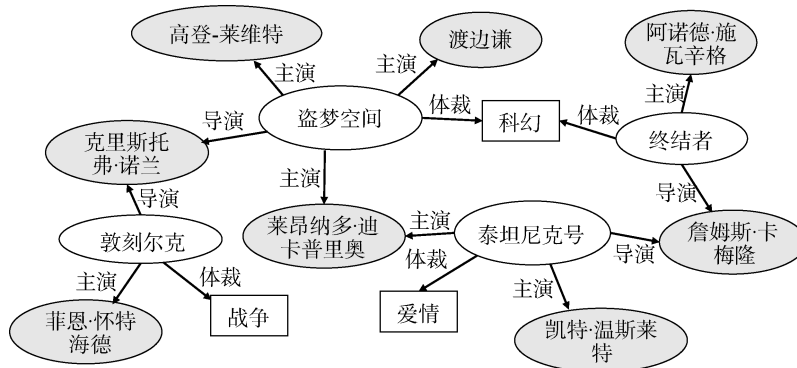 高登-莱维特
渡边谦
阿诺德·施
瓦辛格
主演
主演
主演
导演
盗梦空间
体裁
科幻
体裁
终结者
克里斯托
弗·诺兰
主演
导演
导演
敦刻尔克
莱昂纳多·迪
卡普里奥
主演
泰坦尼克号
导演
詹姆斯·卡
梅隆
主演
体裁
体裁
主演
菲恩·怀特
海德
战争
爱情
凯特·温斯莱
特